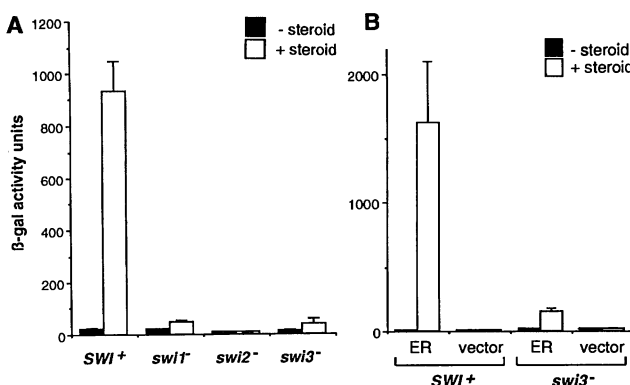 A
1200
1000
800
600
400
200
0
ß-gal activity units
- steroid
+ steroid
SWI+
swi1-
swi2-
swi3-
B
2000
1000
0
- steroid
+ steroid
ER
vector
ER
vector
SWI+
swi3-